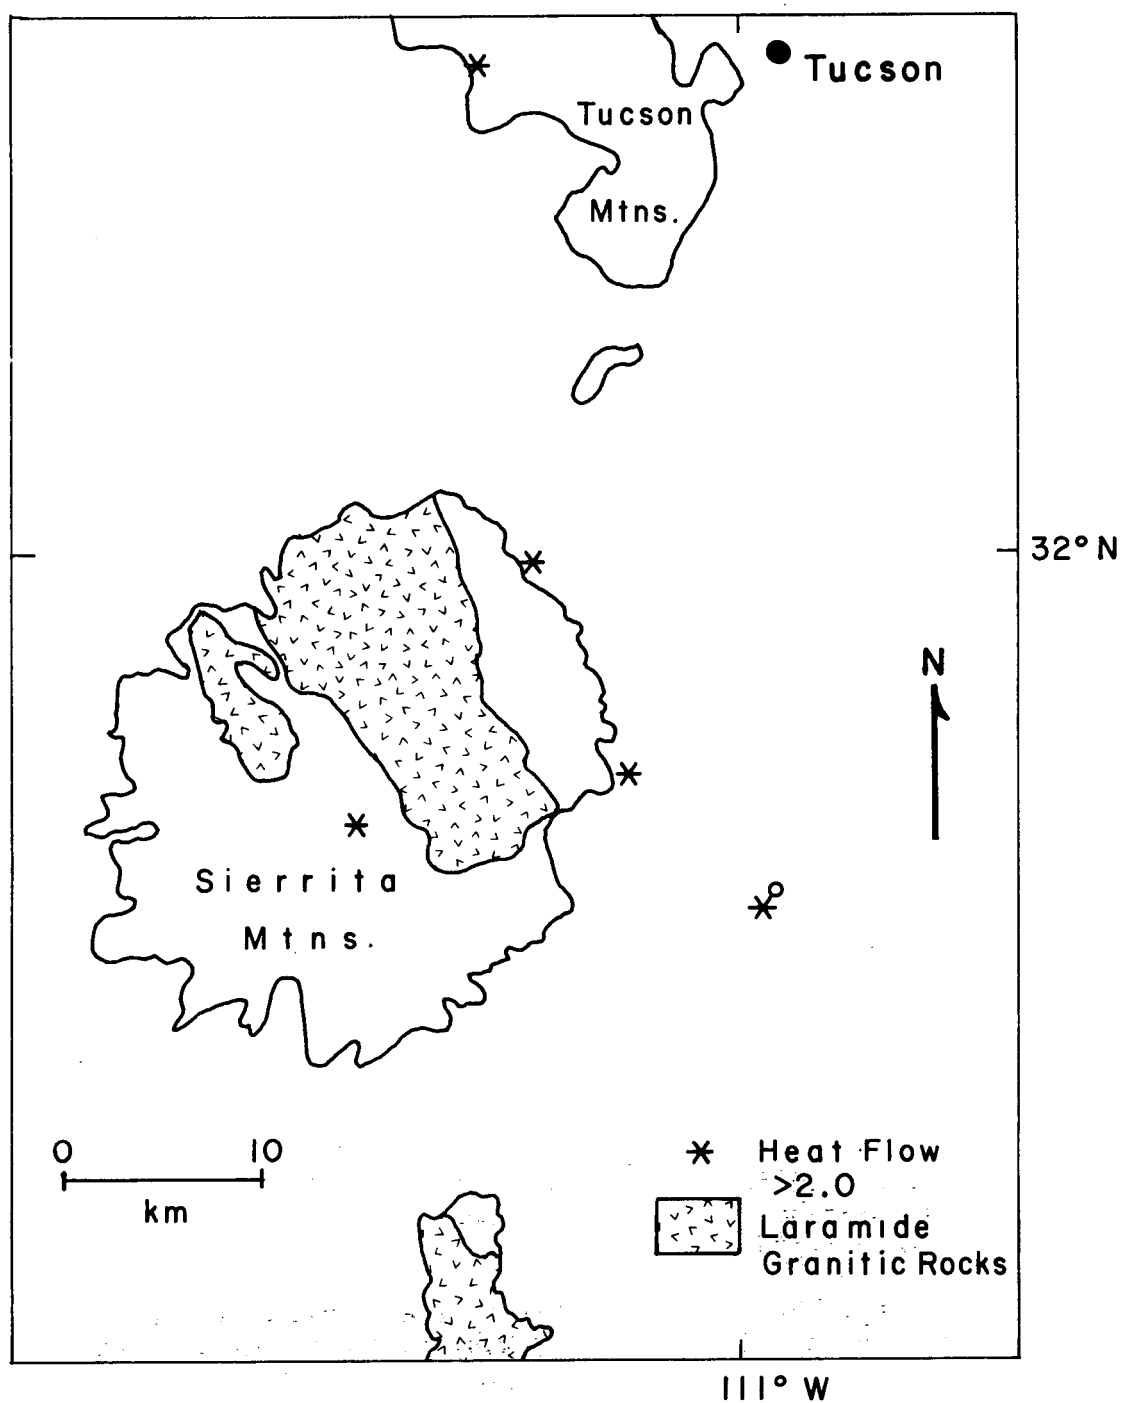 Tucson
Tucson
Mtns.
32° N
N
Sierrita
Mtns.
0 10
km
Heat Flow
>2.0
Laramide
Granitic Rocks
111° W